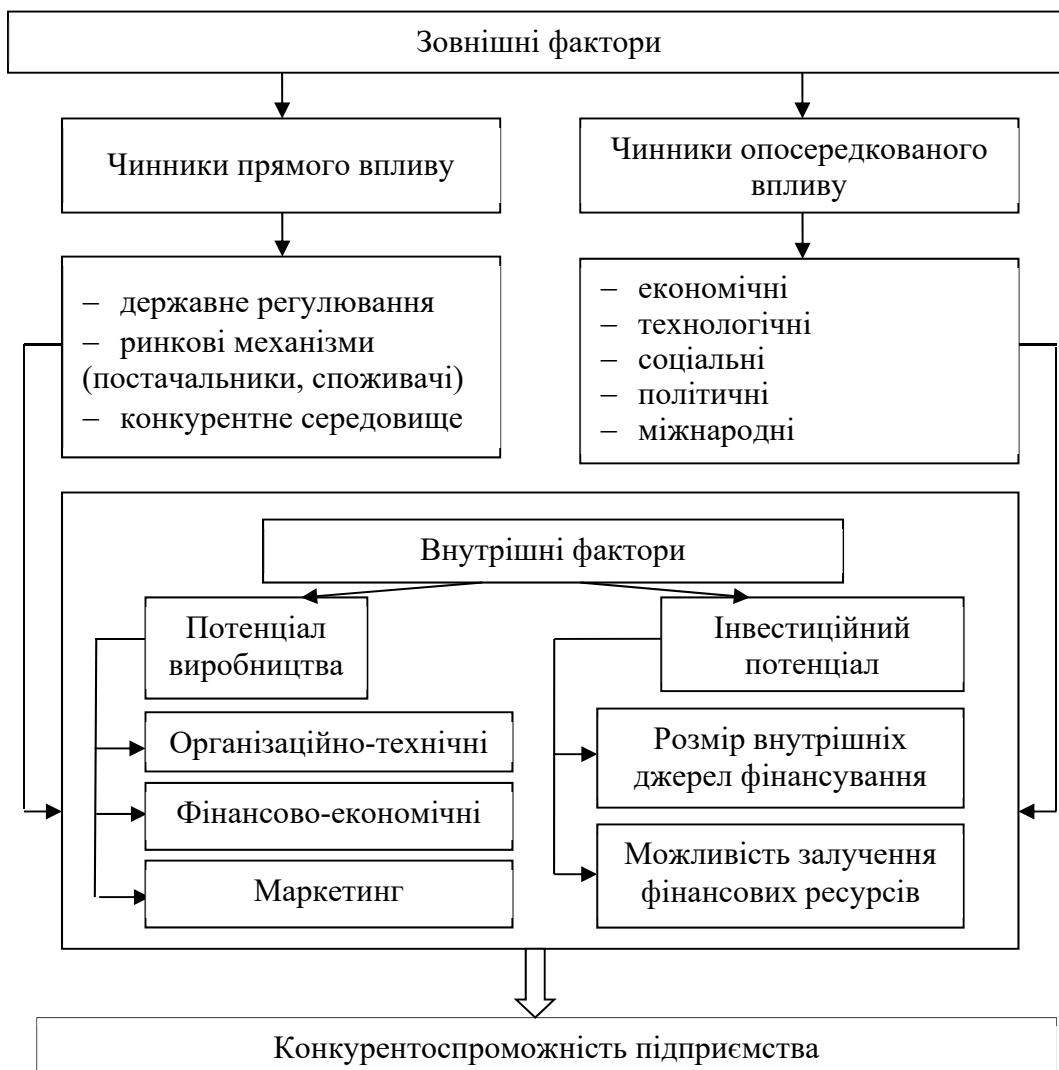 Зовнішні фактори
Чинники прямого впливу
Чинники опосередкованого
впливу
− державне регулювання
− ринкові механізми
(постачальники, споживачі)
− конкурентне середовище
− економічні
− технологічні
− соціальні
− політичні
− міжнародні
Внутрішні фактори
Потенціал
виробництва
Організаційно-технічні
Фінансово-економічні
Маркетинг
Інвестиційний
потенціал
Розмір внутрішніх
джерел фінансування
Можливість залучення
фінансових ресурсів
Конкурентоспроможність підприємства